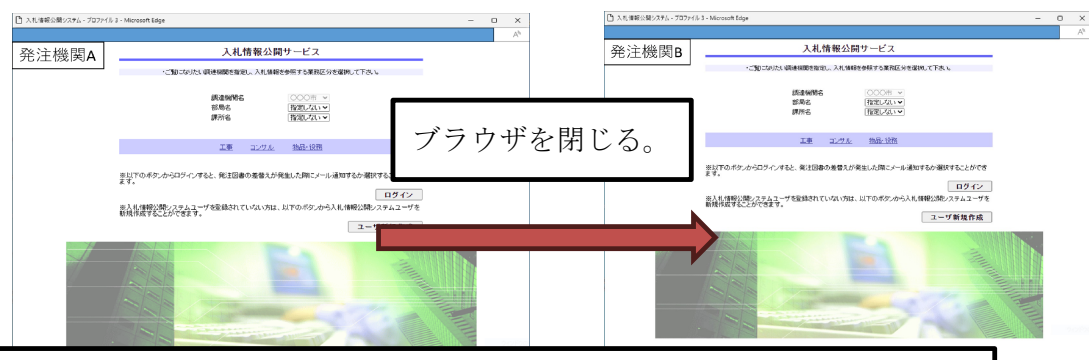 入札情報公開システム - プロファイル 3 - Microsoft Edge
発注機関A
入札情報公開サービス
・ご覧になりたい調達機関を指定し、入札情報を参照する業務区分を選択して下さい。
調達機関名 〇〇〇市
部局名 指定しない
課所名 指定しない
工事 コンサル 物品・役務
※以下のボタンからログインすると、発注図書の差替えが発生した際にメール通知するか選択するこ
ます。
ログイン
※入札情報公開システムユーザを登録されていない方は、以下のボタンから入札情報公開システムユーザを
新規作成することができます。
ユーザ
ブラウザを閉じる。
入札情報公開システム - プロファイル 3 - Microsoft Edge
発注機関B
入札情報公開サービス
・ご覧になりたい調達機関を指定し、入札情報を参照する業務区分を選択して下さい。
調達機関名 〇〇〇市
部局名 指定しない
課所名 指定しない
工事 コンサル 物品・役務
※以下のボタンからログインすると、発注図書の差替えが発生した際にメール通知するか選択することができ
ます。
ログイン
※入札情報公開システムユーザを登録されていない方は、以下のボタンから入札情報公開システムユーザを
新規作成することができます。
ユーザ新規作成